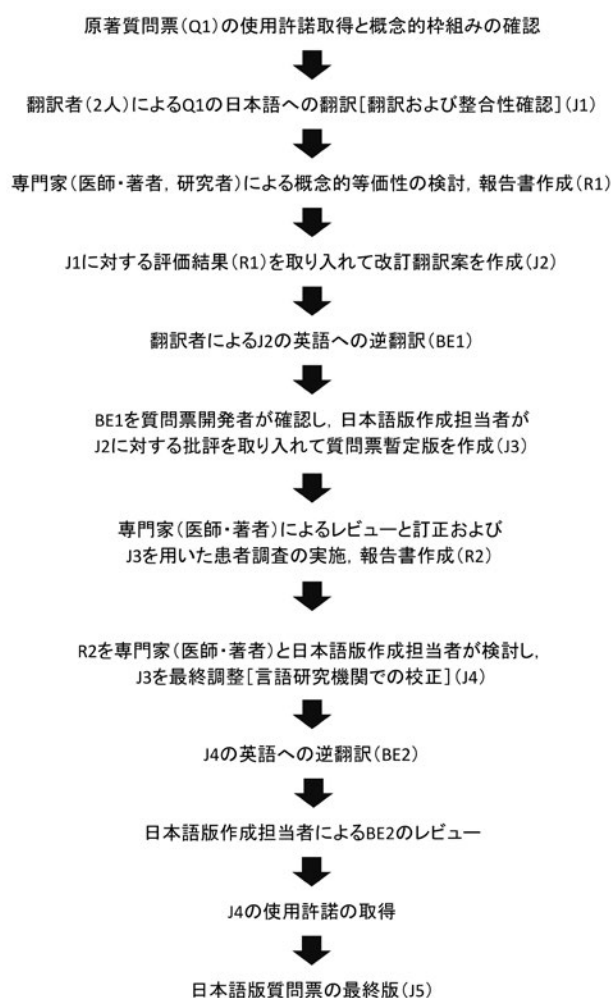 原著質問票(Q1)の使用許諾取得と概念的枠組みの確認
翻訳者(2人)によるQ1の日本語への翻訳[翻訳および整合性確認](J1)
専門家(医師・著者, 研究者)による概念的等価性の検討, 報告書作成(R1)
J1に対する評価結果(R1)を取り入れて改訂翻訳案を作成(J2)
翻訳者によるJ2の英語への逆翻訳(BE1)
BE1を質問票開発者が確認し, 日本語版作成担当者が
J2に対する批評を取り入れて質問票暫定版を作成(J3)
専門家(医師・著者)によるレビューと訂正および
J3を用いた患者調査の実施, 報告書作成(R2)
R2を専門家(医師・著者)と日本語版作成担当者が検討し,
J3を最終調整[言語研究機関での校正](J4)
J4の英語への逆翻訳(BE2)
日本語版作成担当者によるBE2のレビュー
J4の使用許諾の取得
日本語版質問票の最終版(J5)